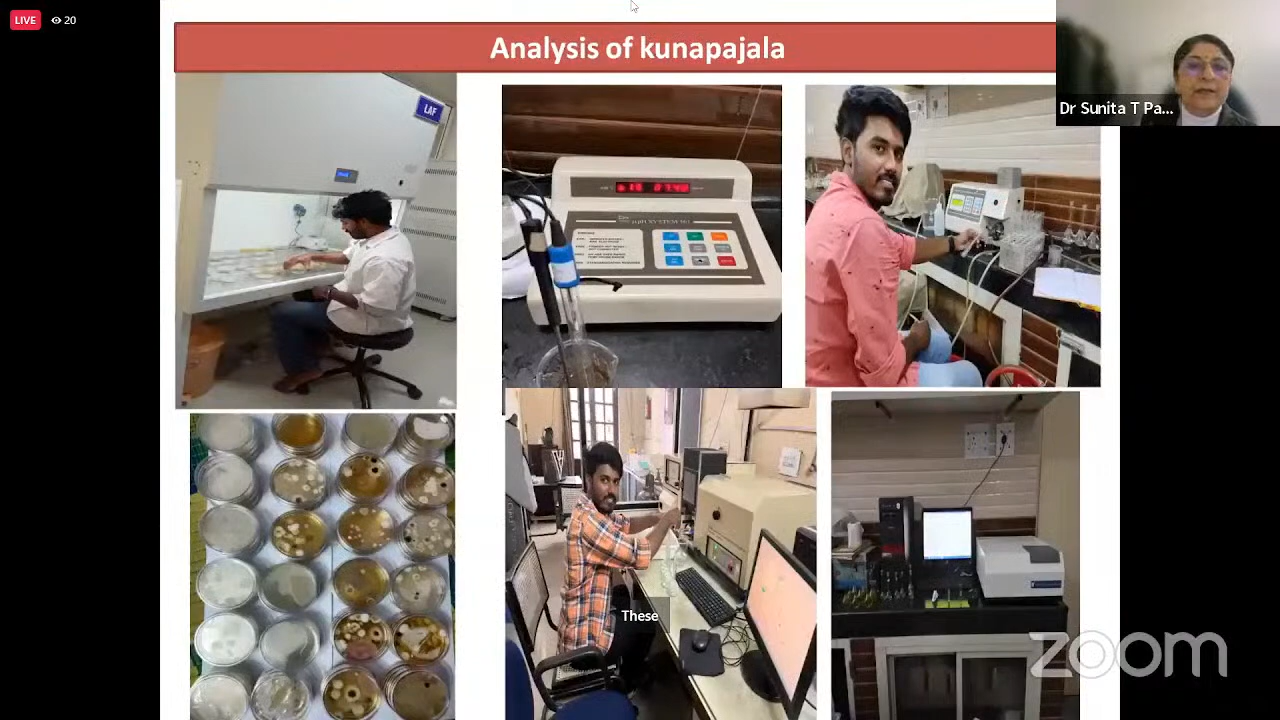 LIVE
20
Analysis of kunapajala
Dr Sunita T Pa...
LAF
These
zoom